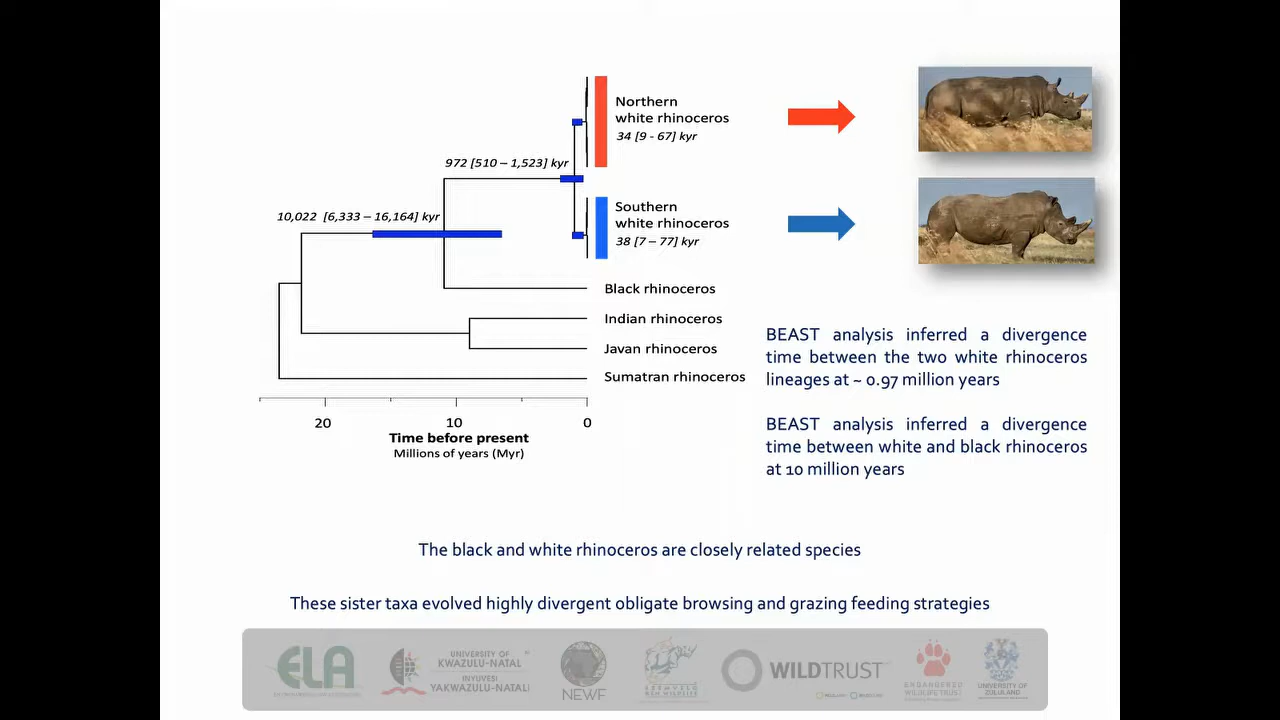 Northern
white rhinoceros
34 [9 - 67] kyr
972 [510 – 1,523] kyr
Southern
white rhinoceros
38 [7 – 77] kyr
10,022 [6,333 – 16,164] kyr
Black rhinoceros
Indian rhinoceros
Javan rhinoceros
Sumatran rhinoceros
20 10 0
Time before present
Millions of years (Myr)
BEAST analysis inferred a divergence
time between the two white rhinoceros
lineages at ~ 0.97 million years
BEAST analysis inferred a divergence
time between white and black rhinoceros
at 10 million years
The black and white rhinoceros are closely related species
These sister taxa evolved highly divergent obligate browsing and grazing feeding strategies
ELA
UNIVERSITY OF
KWAZULU-NATAL
INYUVESI
YAKWAZULU-NATALI
NEWF
WILDTRUST
ENDANGERED
WILDLIFE TRUST
UNIVERSITY OF
ZULULAND